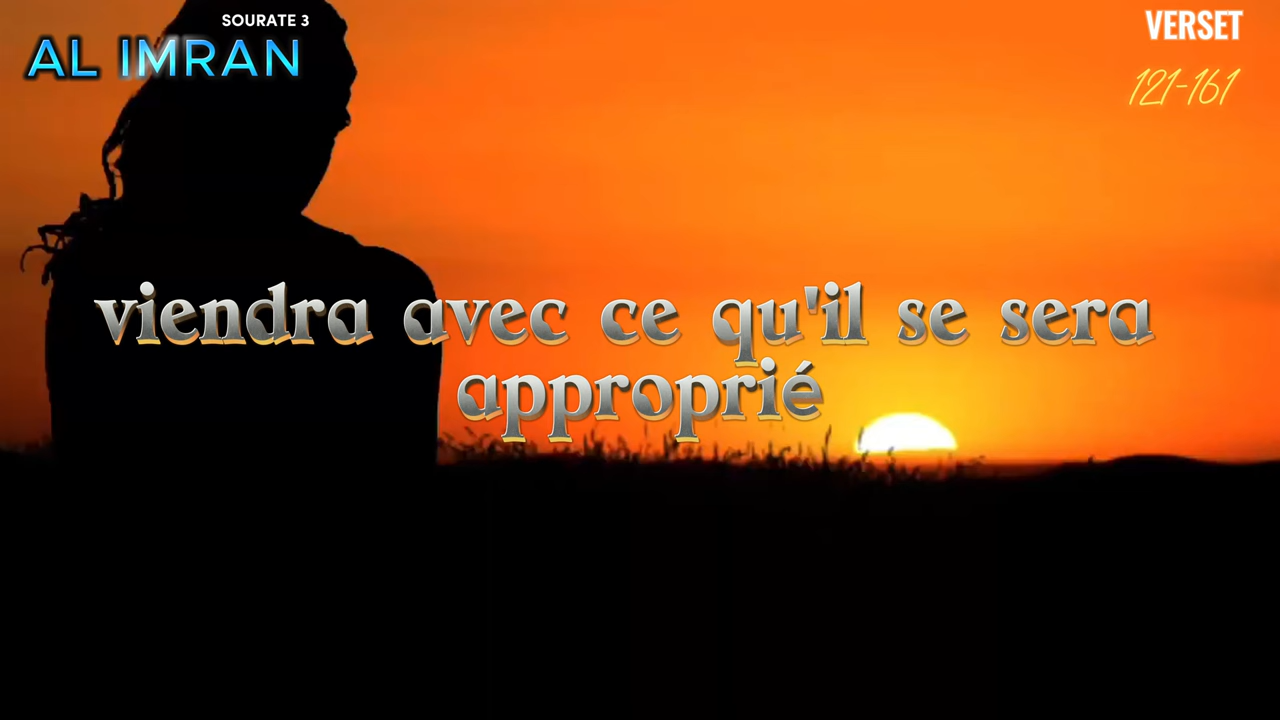 SOURATE 3
AL IMRAN
VERSET
121-161
viendra avec ce qu'il se sera
approprié